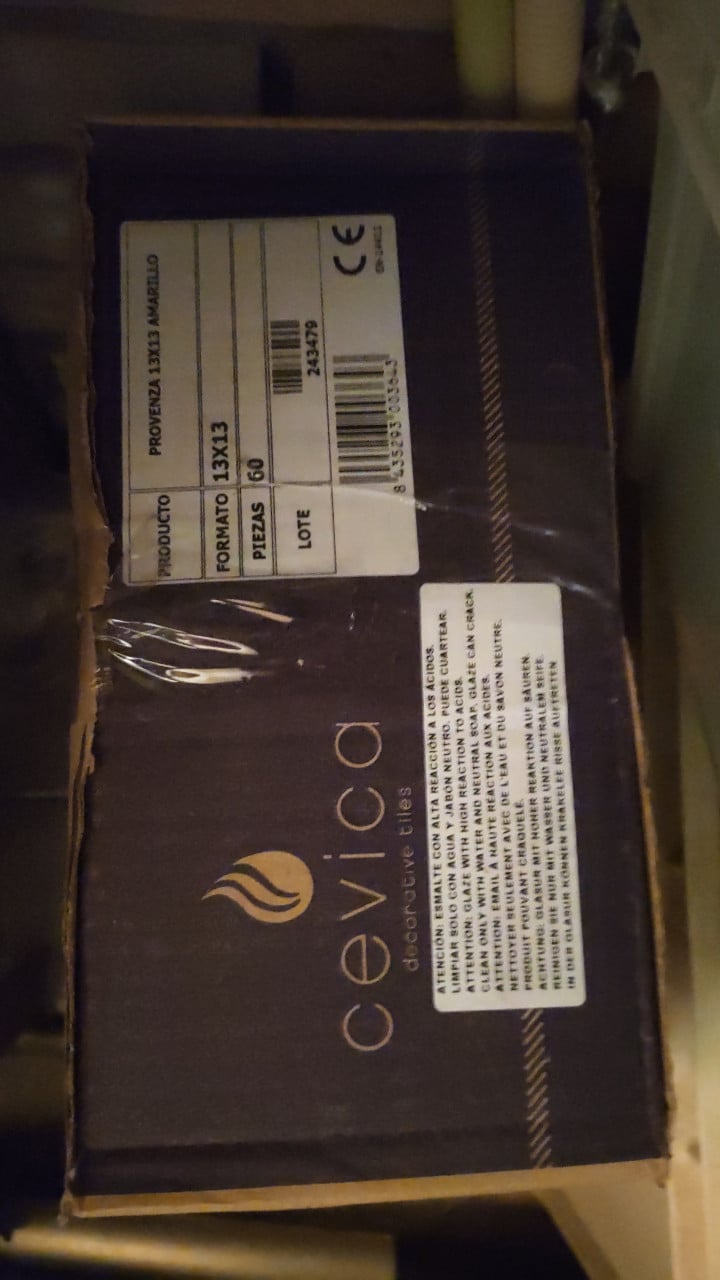 PRODUCTO PROVENZA 13X13 AMARILLO
FORMATO 13X13
PIEZAS 60
LOTE
243479
8 435293 003643
CE
cevica
decorative tiles
ATENCIÓN: ESMALTE CON ALTA REACCIÓN A LOS ÁCIDOS.
LIMPIAR SOLO CON AGUA Y JABÓN NEUTRO. PUEDE CUARTEAR.
ATTENTION: GLAZE WITH HIGH REACTION TO ACIDS.
CLEAN ONLY WITH WATER AND NEUTRAL SOAP. GLAZE CAN CRACK.
ATTENTION: EMAIL A HAUTE RÉACTION AUX ACIDES.
NETTOYER SEULEMENT AVEC DE L'EAU ET DU SAVON NEUTRE.
PRODUIT POUVANT CRAQUELÉ.
ACHTUNG: GLASUR MIT HOHER REAKTION AUF SÄUREN.
REINIGEN SIE NUR MIT WASSER UND NEUTRALEM SEIFE.
IN DER GLASUR KÖNNEN KRAKELEE RISSE AUFTRETEN.